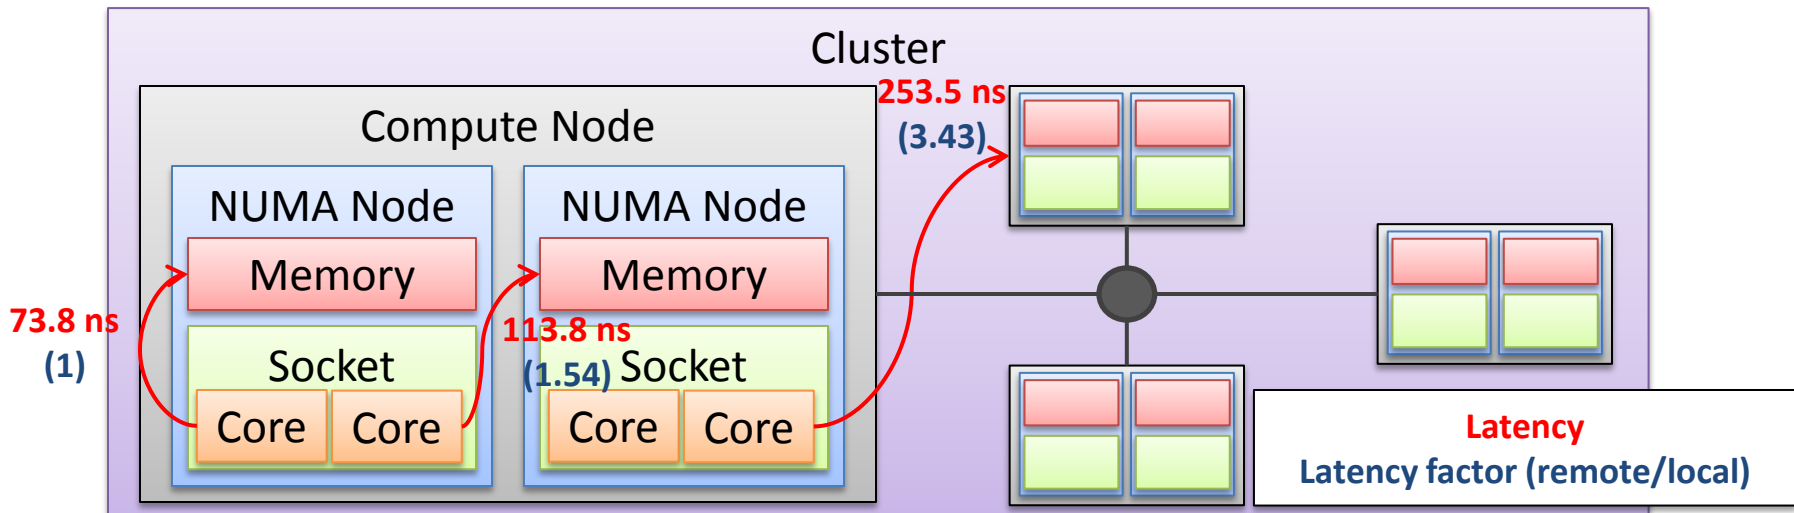 Cluster
253.5 ns
(3.43)
Compute Node
NUMA Node
NUMA Node
Memory
Memory
73.8 ns
(1)
113.8 ns
(1.54)
Socket
Socket
Core
Core
Core
Core
Latency
Latency factor (remote/local)